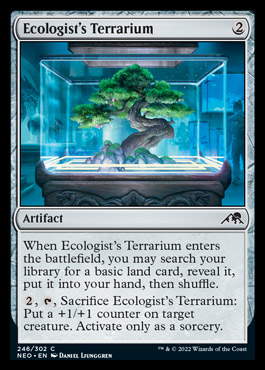 Ecologist's Terrarium 2
Artifact
When Ecologist's Terrarium enters
the battlefield, you may search your
library for a basic land card, reveal it,
put it into your hand, then shuffle.
2, , Sacrifice Ecologist's Terrarium:
Put a +1/+1 counter on target
creature. Activate only as a sorcery.
246/302 C
NEO • EN Daniel Ljunggren
™ & © 2022 Wizards of the Coast